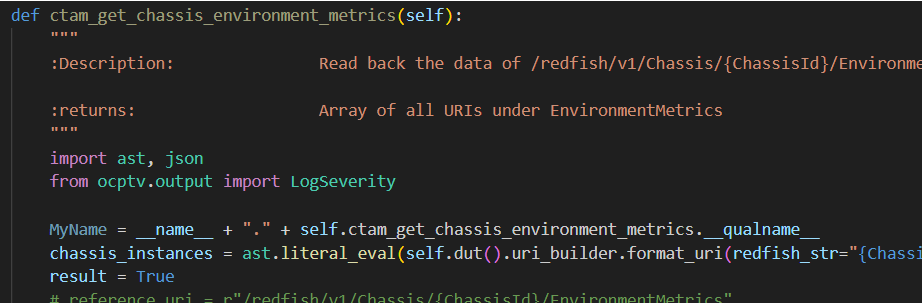 def ctam_get_chassis_environment_metrics(self):
"""
:Description: Read back the data of /redfish/v1/Chassis/{ChassisId}/Environme
:returns: Array of all URIs under EnvironmentMetrics
"""
import ast, json
from ocptv.output import LogSeverity
MyName = __name__ + "." + self.ctam_get_chassis_environment_metrics.__qualname__
chassis_instances = ast.literal_eval(self.dut().uri_builder.format_uri(redfish_str="{Chassi
result = True
# reference_uri = r"/redfish/v1/Chassis/{ChassisId}/EnvironmentMetrics"